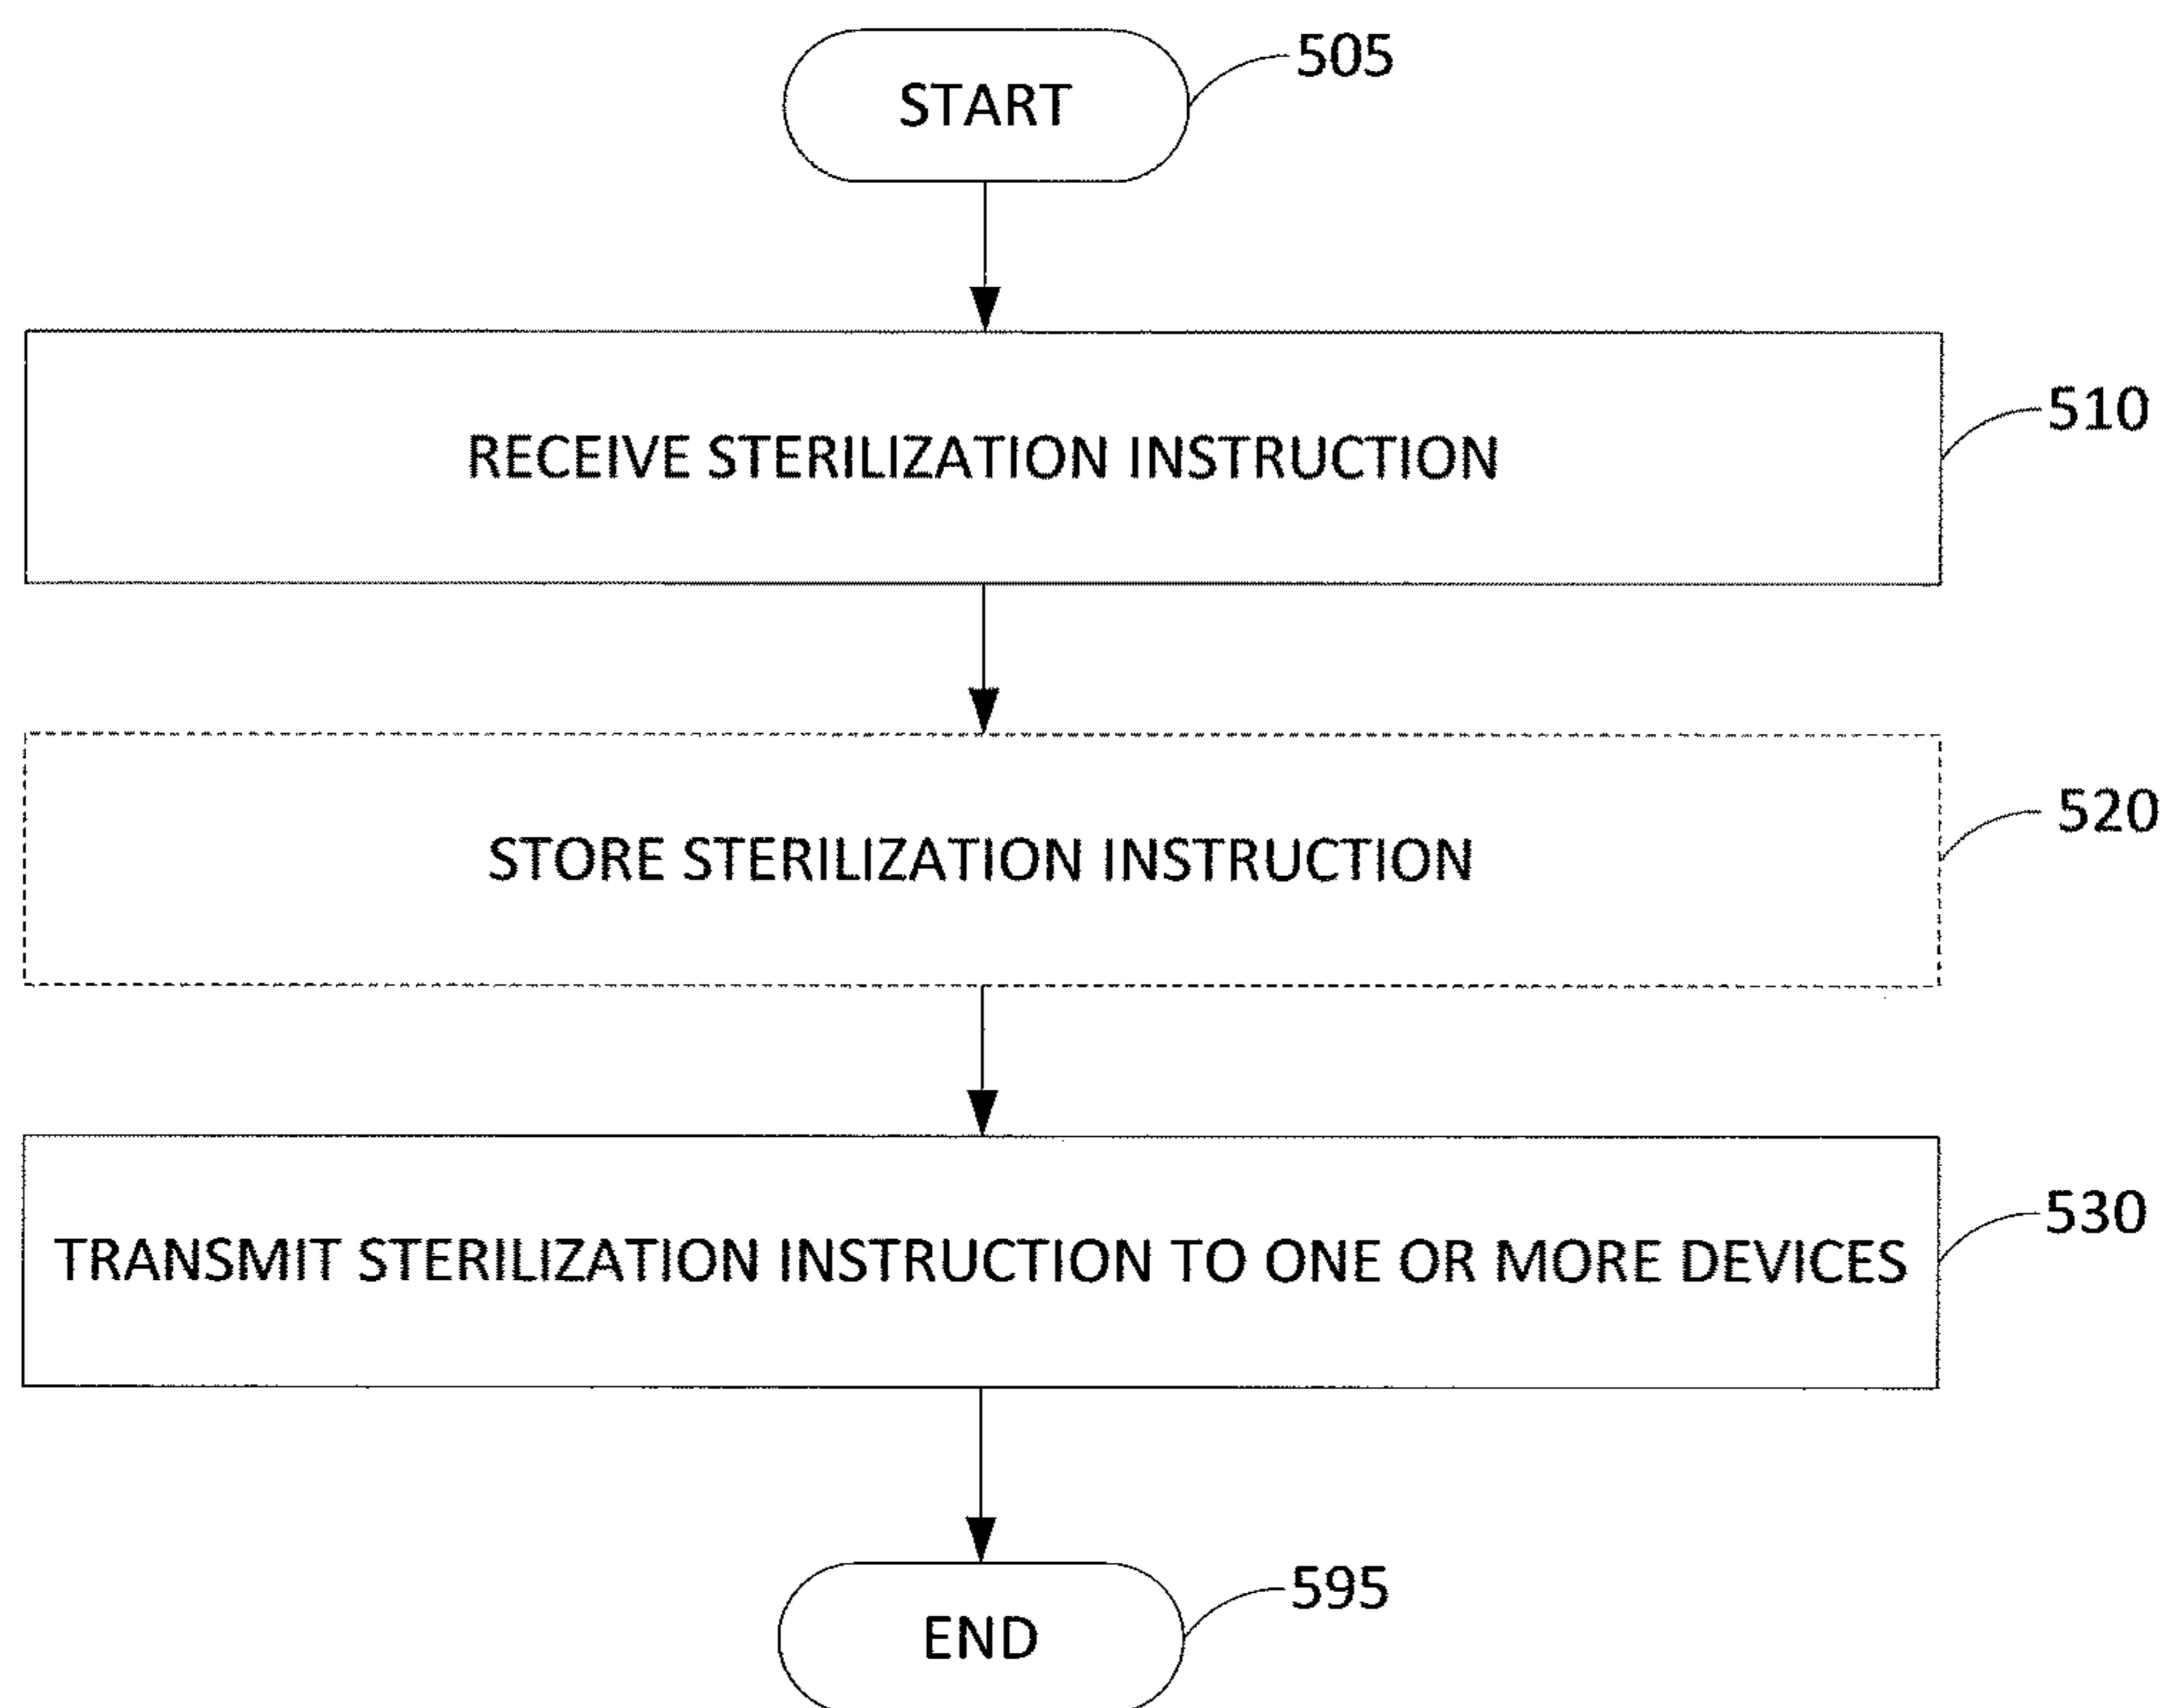 START
505
RECEIVE STERILIZATION INSTRUCTION
510
STORE STERILIZATION INSTRUCTION
520
TRANSMIT STERILIZATION INSTRUCTION TO ONE OR MORE DEVICES
530
END
595